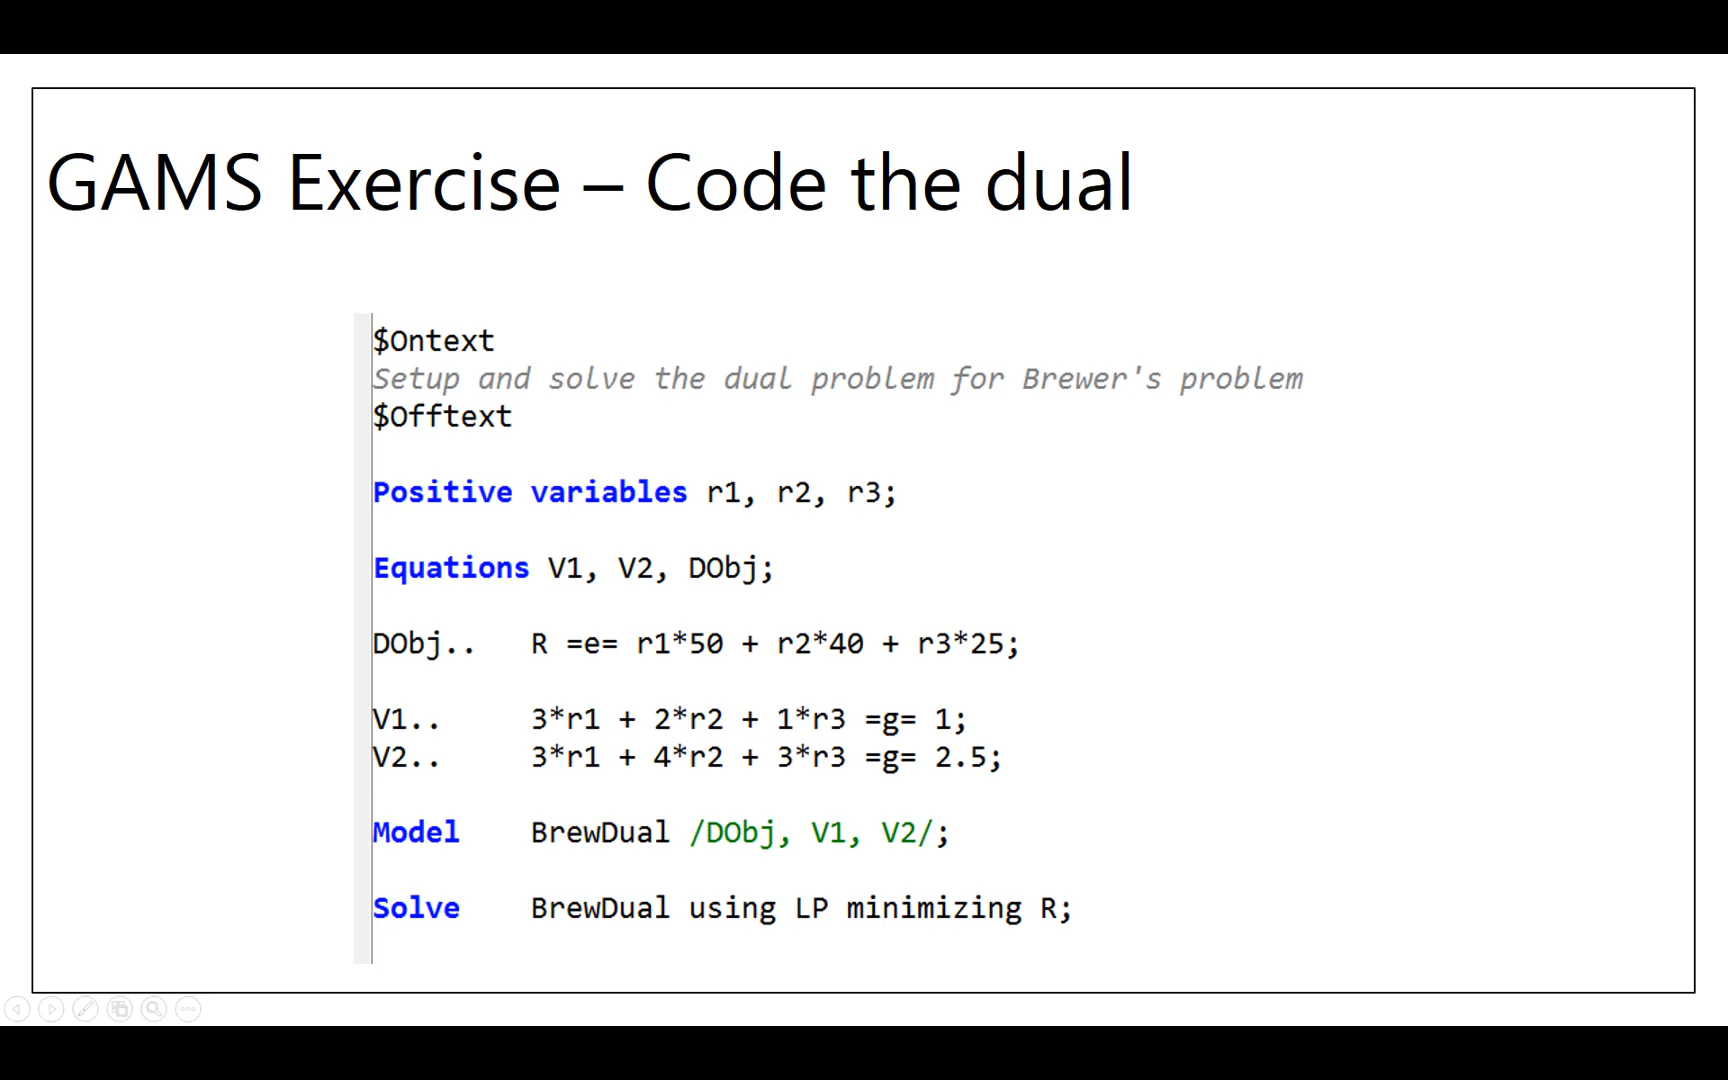 GAMS Exercise – Code the dual
$Ontext
Setup and solve the dual problem for Brewer's problem
$Offtext
Positive variables r1, r2, r3;
Equations V1, V2, DObj;
DObj.. R =e= r1*50 + r2*40 + r3*25;
V1.. 3*r1 + 2*r2 + 1*r3 =g= 1;
V2.. 3*r1 + 4*r2 + 3*r3 =g= 2.5;
Model BrewDual /DObj, V1, V2/;
Solve BrewDual using LP minimizing R;